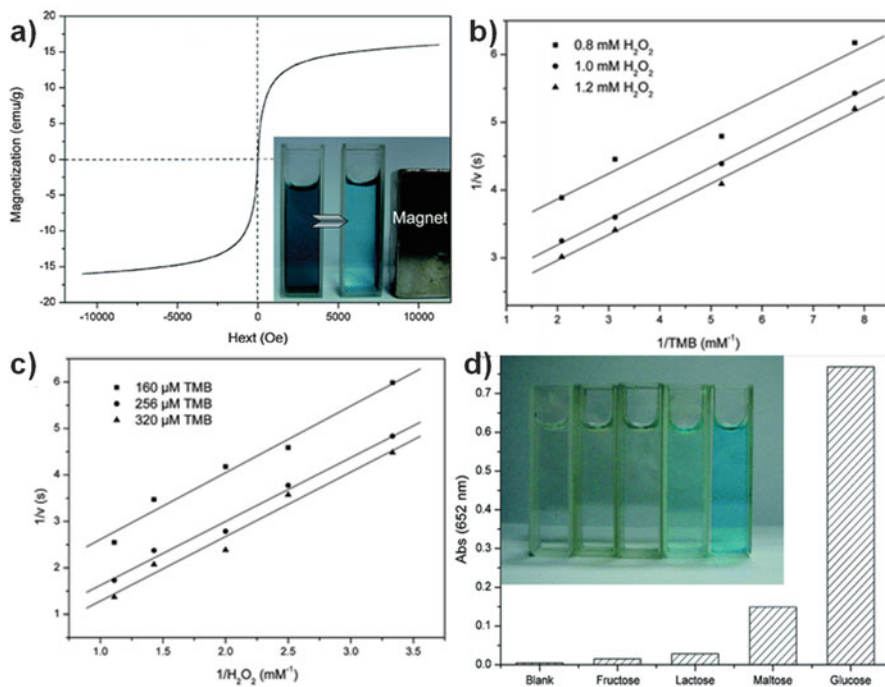 a)
20
15
10
5
0
-5
-10
-15
-20
Magnetization (emu/g)
-10000 -5000 0 5000 10000
Hext (Oe)
Magnet
b)
0.8 mM H₂O₂
1.0 mM H₂O₂
1.2 mM H₂O₂
6
5
4
3
1/v (s)
1 2 3 4 5 6 7 8
1/TMB (mM⁻¹)
c)
160 µM TMB
256 µM TMB
320 µM TMB
6
5
4
3
2
1
0
1/v (s)
1.0 1.5 2.0 2.5 3.0 3.5
1/H₂O₂ (mM⁻¹)
d)
0.7
0.6
0.5
0.4
0.3
0.2
0.1
0.0
Abs (652 nm)
Blank Fructose Lactose Maltose Glucose